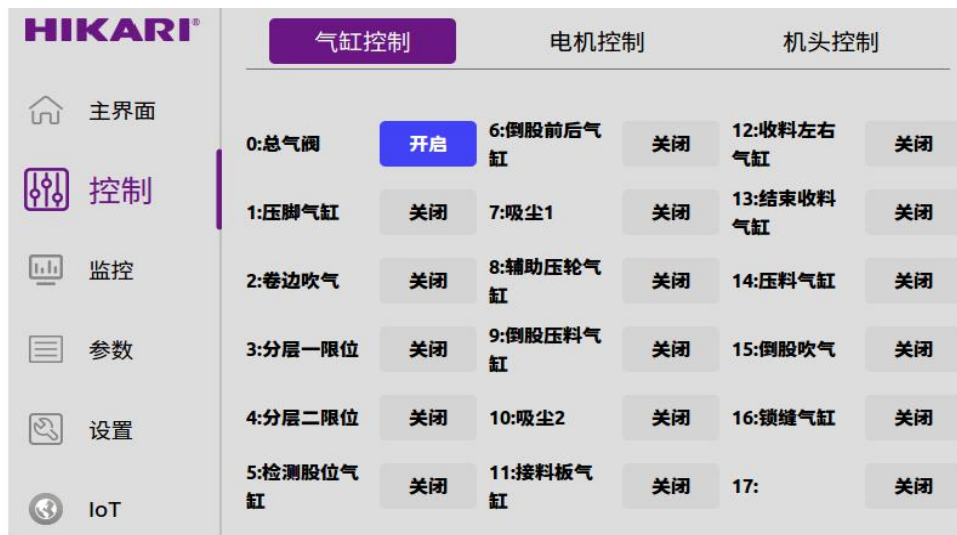 HIKARI®
气缸控制
电机控制
机头控制
主界面
控制
监控
参数
设置
IoT
0:总气阀
开启
1:压脚气缸
关闭
2:卷边吹气
关闭
3:分层一限位
关闭
4:分层二限位
关闭
5:检测股位气
缸
关闭
6:倒股前后气
缸
关闭
7:吸尘1
关闭
8:辅助压轮气
缸
关闭
9:倒股压料气
缸
关闭
10:吸尘2
关闭
11:接料板气
缸
关闭
12:收料左右
气缸
关闭
13:结束收料
气缸
关闭
14:压料气缸
关闭
15:倒股吹气
关闭
16:锁缝气缸
关闭
17:
关闭